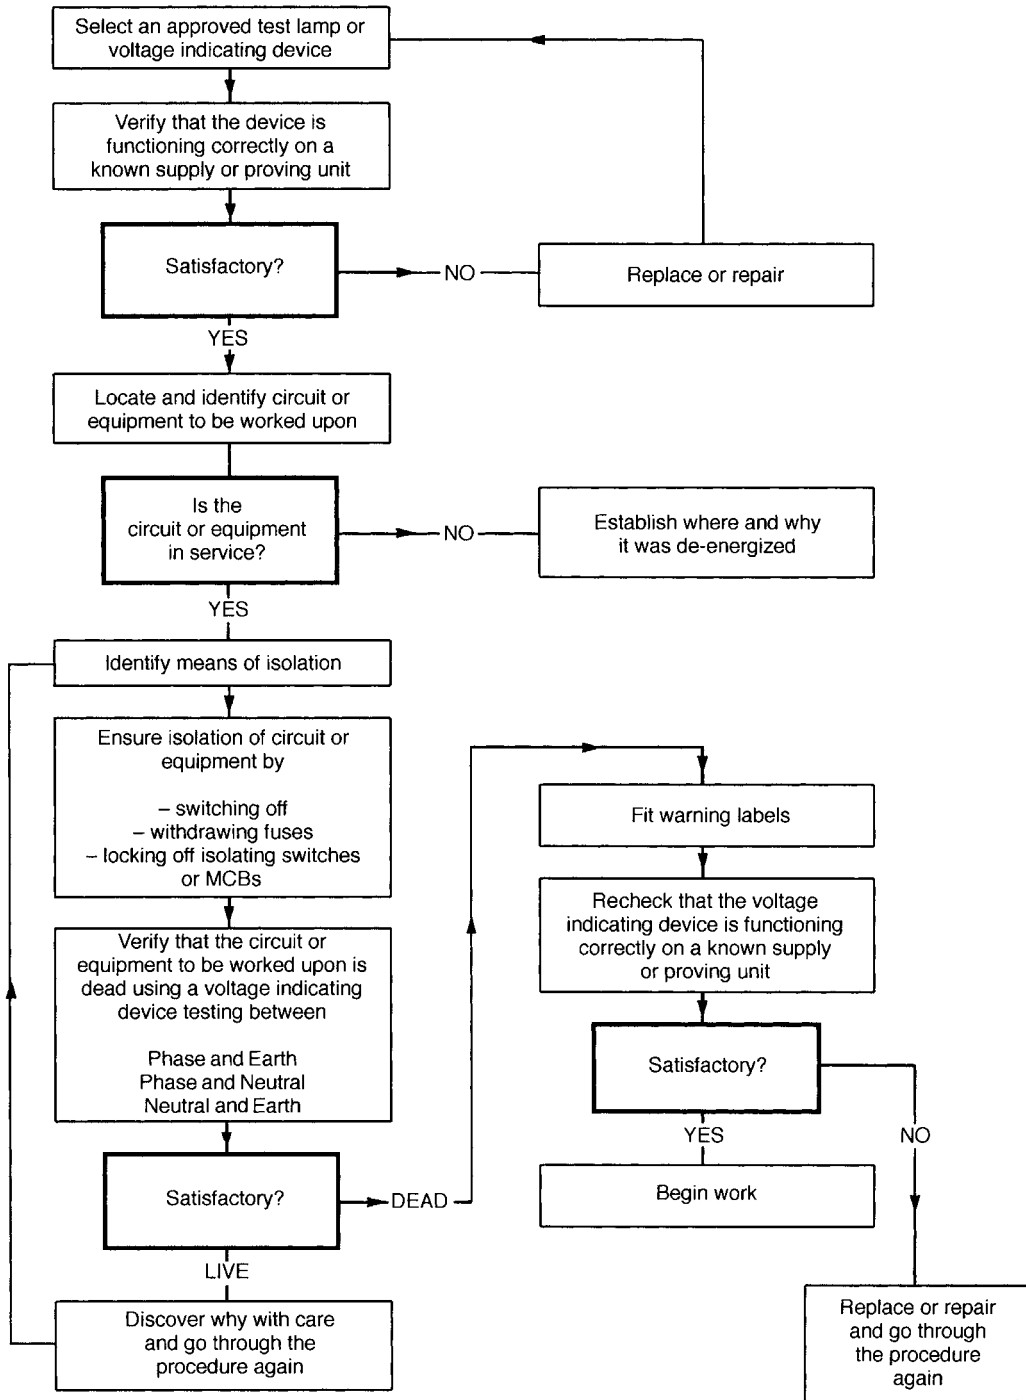 Select an approved test lamp or
voltage indicating device
Verify that the device is
functioning correctly on a
known supply or proving unit
Satisfactory?
NO
Replace or repair
YES
Locate and identify circuit or
equipment to be worked upon
Is the
circuit or equipment
in service?
NO
Establish where and why
it was de-energized
YES
Identify means of isolation
Ensure isolation of circuit or
equipment by
– switching off
– withdrawing fuses
– locking off isolating switches
or MCBs
Verify that the circuit or
equipment to be worked upon is
dead using a voltage indicating
device testing between
Phase and Earth
Phase and Neutral
Neutral and Earth
Satisfactory?
DEAD
LIVE
Discover why with care
and go through the
procedure again
Fit warning labels
Recheck that the voltage
indicating device is functioning
correctly on a known supply
or proving unit
Satisfactory?
YES
NO
Begin work
Replace or repair
and go through
the procedure
again